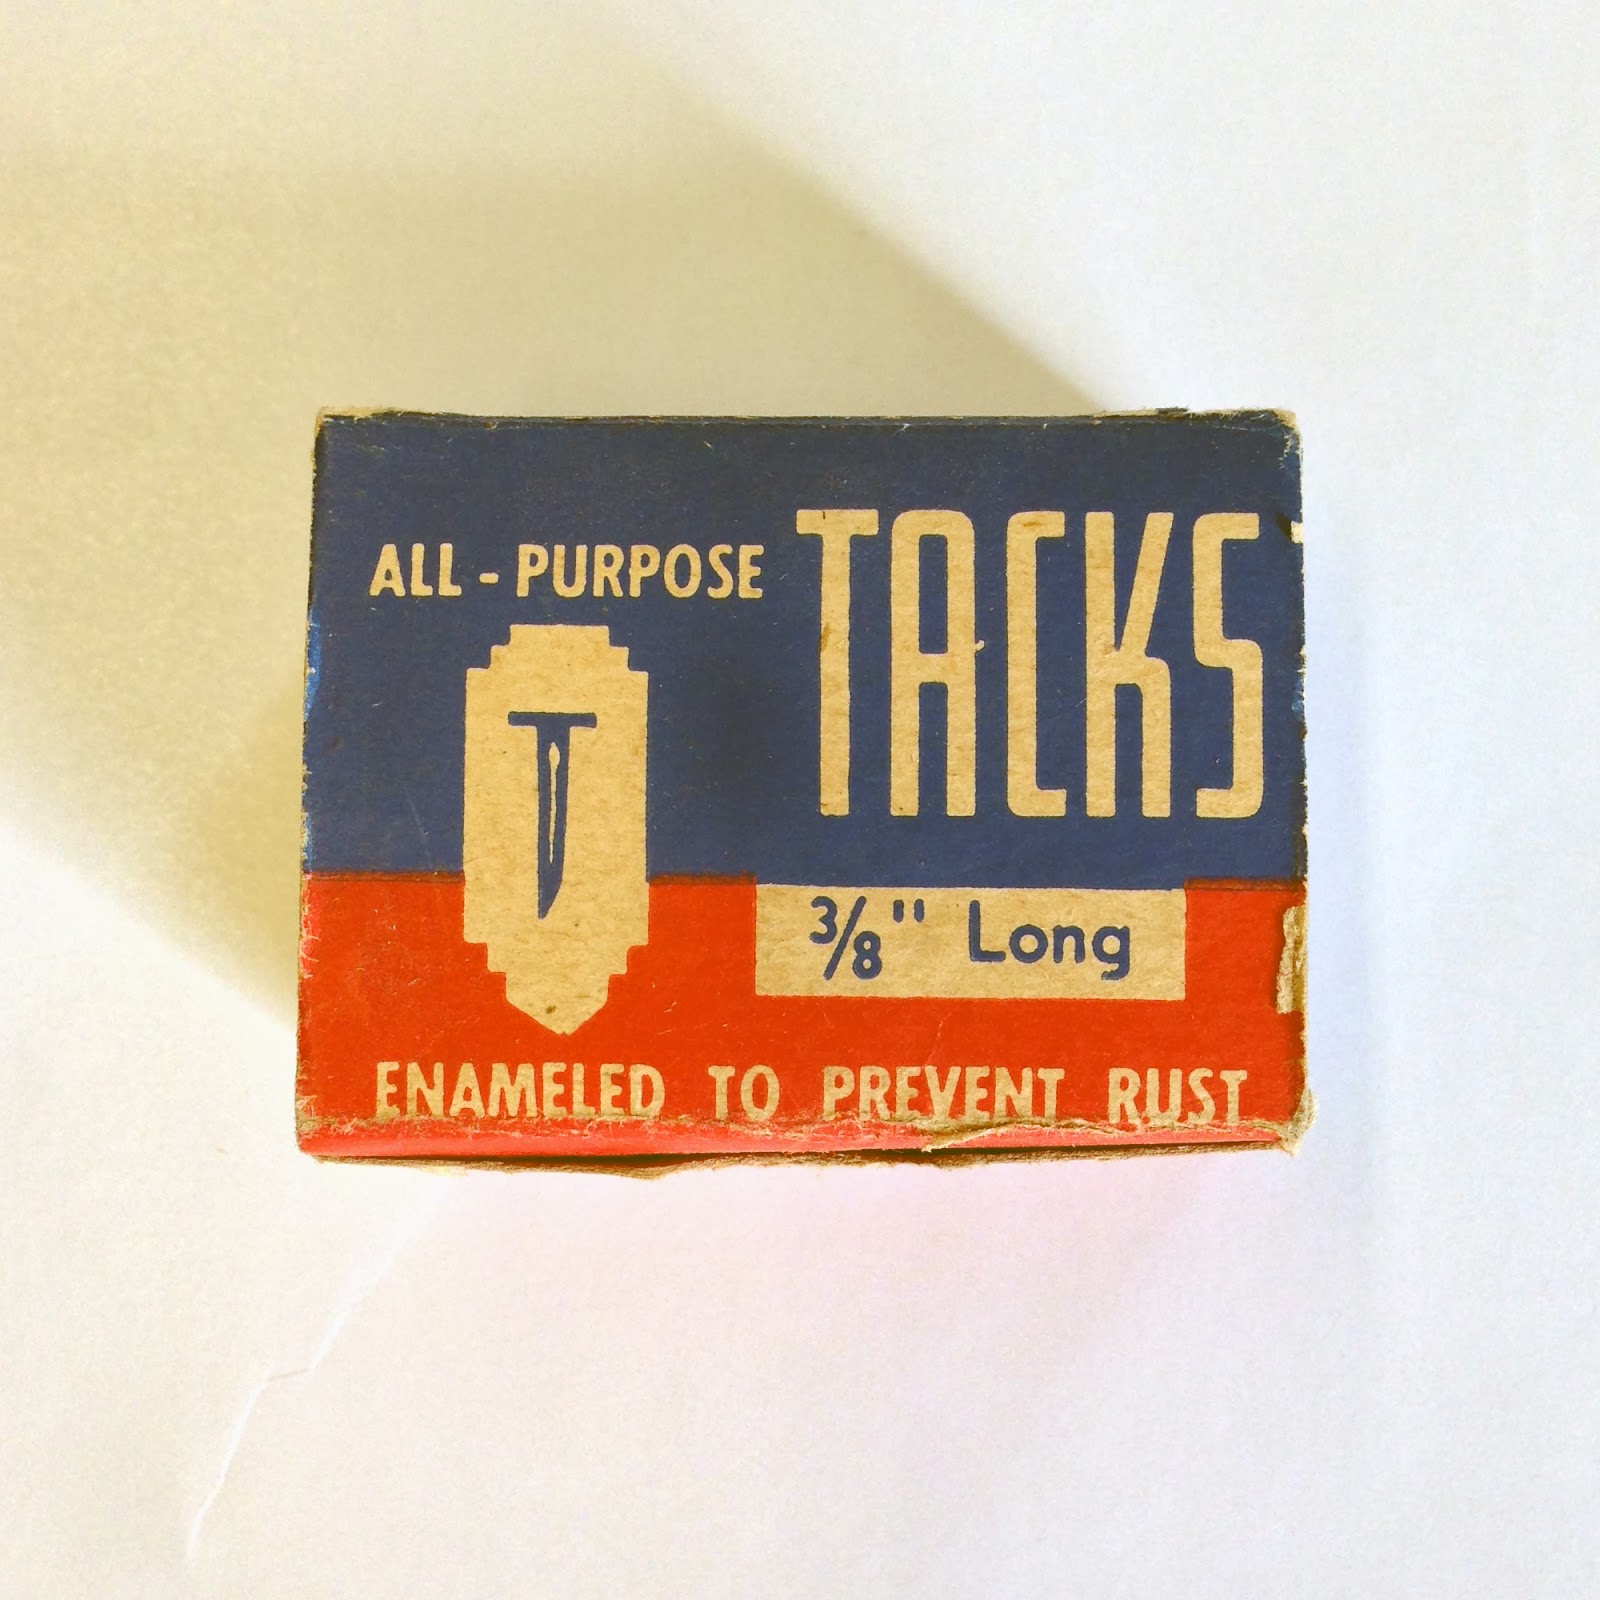 ALL - PURPOSE TACKS
3/8" Long
ENAMELED TO PREVENT RUST